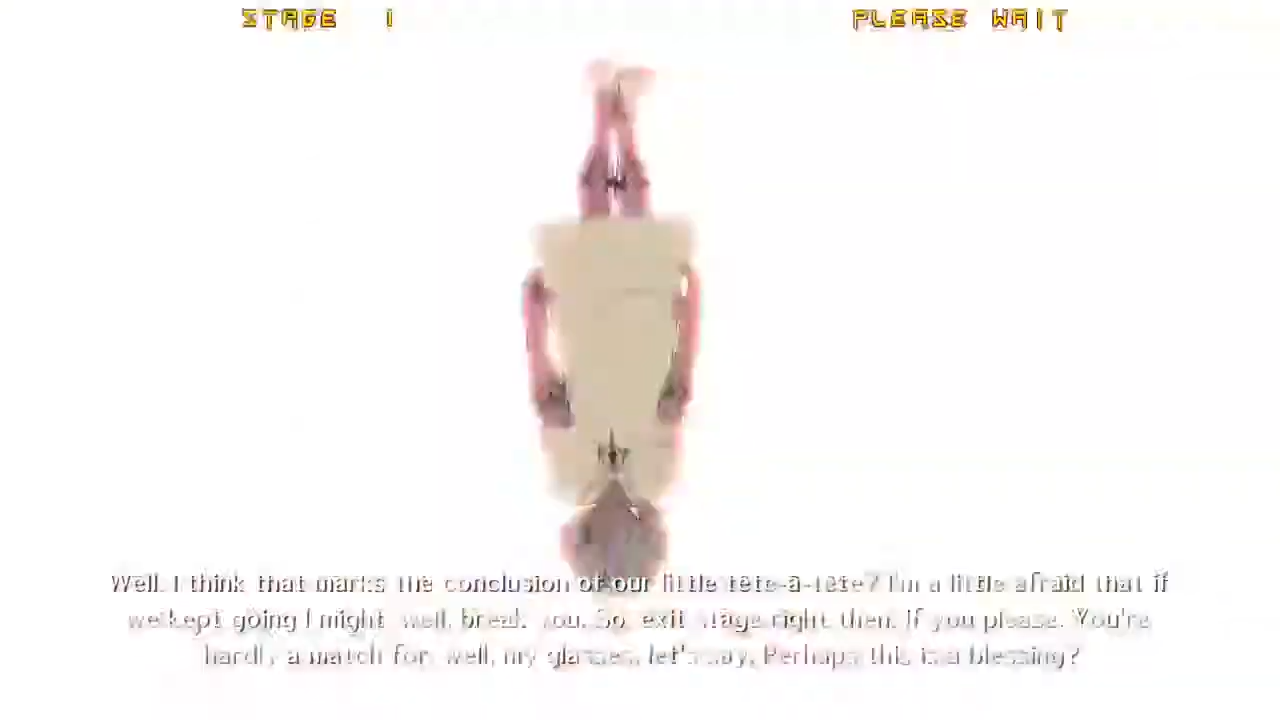 STAGE 1
PLEASE WAIT
Well, I think that marks the conclusion of our little tête-à-tête? I'm a little afraid that if
we kept going I might, well, break you. So, exit stage right then, if you please. You're
hardly a match for, well, my glasses, let's say. Perhaps this is a blessing?